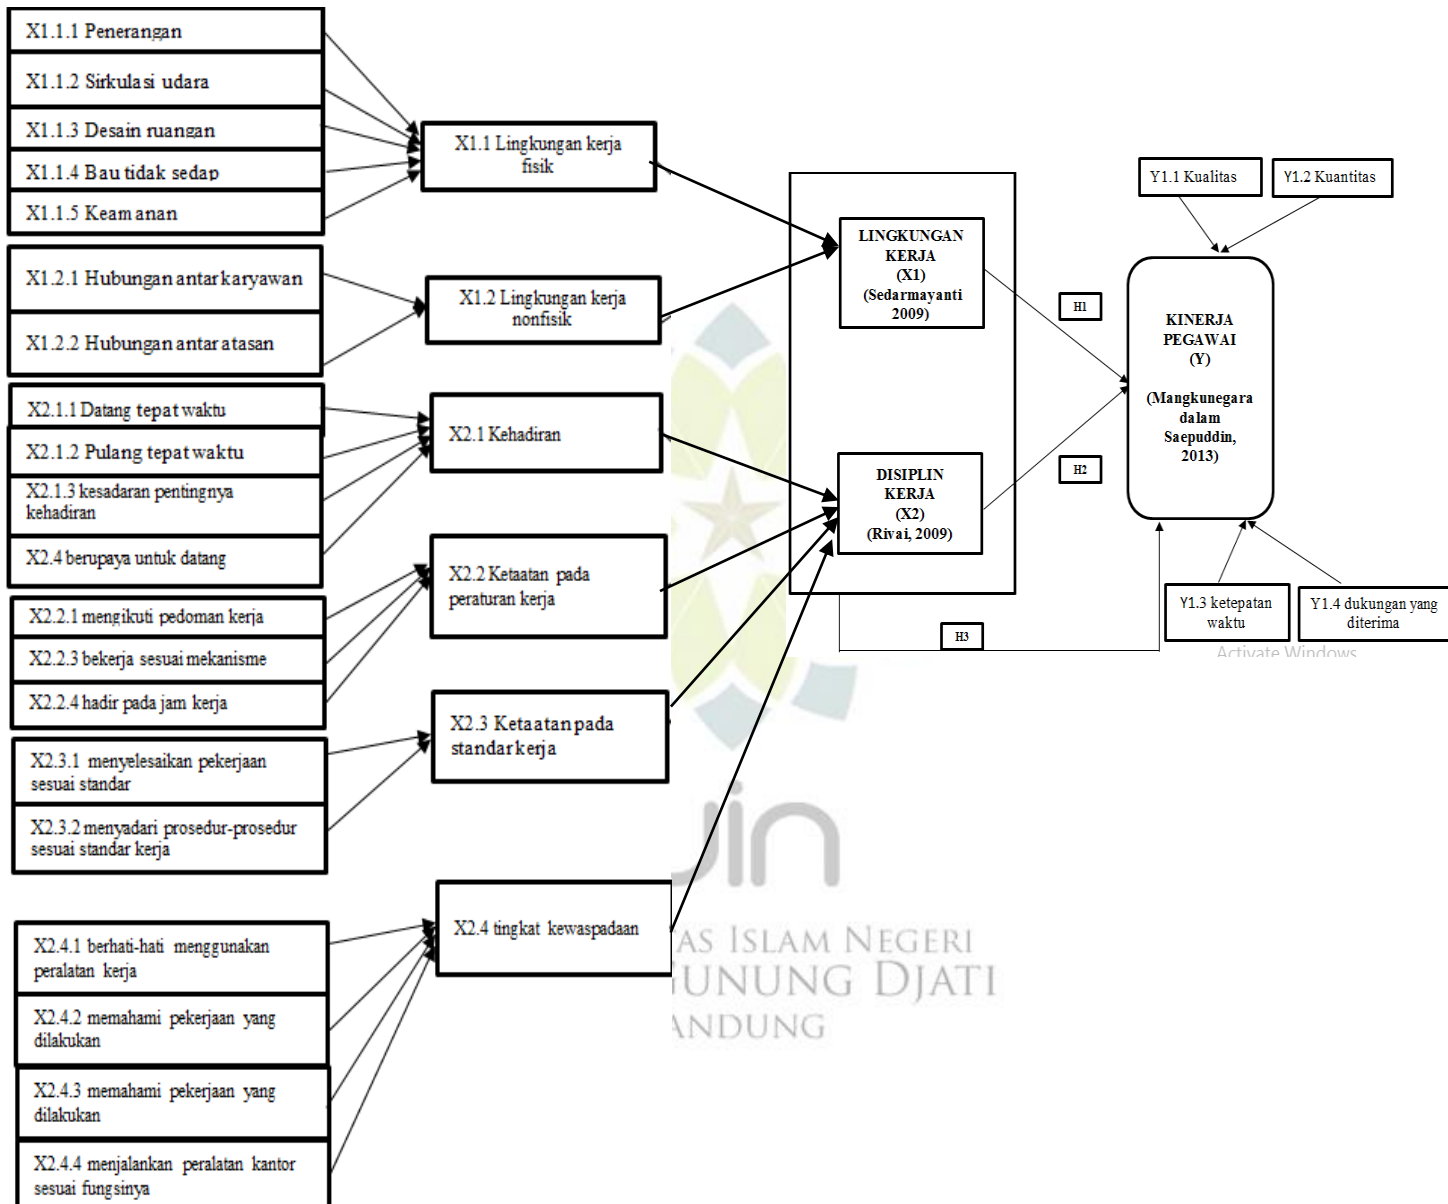 X1.1.1 Penerangan
X1.1.2 Sirkulasi udara
X1.1.3 Desain ruangan
X1.1.4 Bau tidak sedap
X1.1.5 Keamanan
X1.2.1 Hubungan antar karyawan
X1.2.2 Hubungan antar atasan
X2.1.1 Datang tepat waktu
X2.1.2 Pulang tepat waktu
X2.1.3 kesadaran pentingnya
kehadiran
X2.4 berupaya untuk datang
X2.2.1 mengikuti pedoman kerja
X2.2.3 bekerja sesuai mekanisme
X2.2.4 hadir pada jam kerja
X2.3.1 menyelesaikan pekerjaan
sesuai standar
X2.3.2 menyadari prosedur-prosedur
sesuai standar kerja
X2.4.1 berhati-hati menggunakan
peralatan kerja
X2.4.2 memahami pekerjaan yang
dilakukan
X2.4.3 memahami pekerjaan yang
dilakukan
X2.4.4 menjalankan peralatan kantor
sesuai fungsinya
X1.1 Lingkungan kerja
fisik
X1.2 Lingkungan kerja
nonfisik
X2.1 Kehadiran
X2.2 Ketaatan pada
peraturan kerja
X2.3 Ketaatan pada
standar kerja
X2.4 tingkat kewaspadaan
LINGKUNGAN
KERJA
(X1)
(Sedarmayanti
2009)
DISIPLIN
KERJA
(X2)
(Rivai, 2009)
H1
H2
H3
Y1.1 Kualitas
Y1.2 Kuantitas
KINERJA
PEGAWAI
(Y)
(Mangkunegara
dalam
Saepuddin,
2013)
Y1.3 ketepatan
waktu
Y1.4 dukungan yang
diterima
Activate Windows
uin
AS ISLAM NEGERI
GUNUNG DJATI
ANDUNG